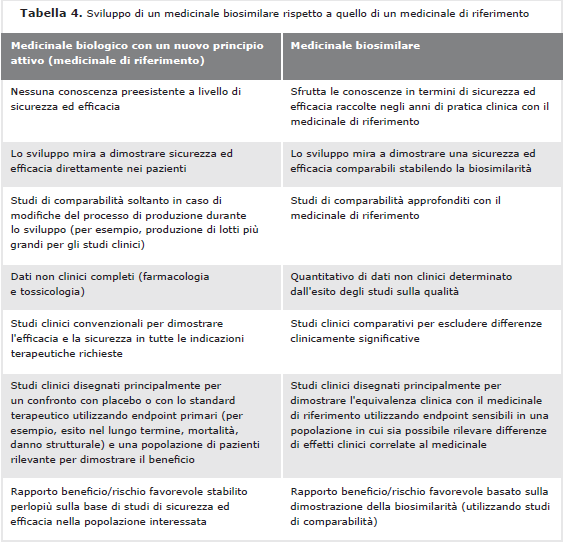 Tabella 4. Sviluppo di un medicinale biosimilare rispetto a quello di un medicinale di riferimento
Medicinale biologico con un nuovo principio
attivo (medicinale di riferimento)
Medicinale biosimilare
Nessuna conoscenza preesistente a livello di
sicurezza ed efficacia
Sfrutta le conoscenze in termini di sicurezza ed
efficacia raccolte negli anni di pratica clinica con il
medicinale di riferimento
Lo sviluppo mira a dimostrare sicurezza ed
efficacia direttamente nei pazienti
Lo sviluppo mira a dimostrare una sicurezza ed
efficacia comparabili stabilendo la biosimilarità
Studi di comparabilità soltanto in caso di
modifiche del processo di produzione durante
lo sviluppo (per esempio, produzione di lotti più
grandi per gli studi clinici)
Studi di comparabilità approfonditi con il
medicinale di riferimento
Dati non clinici completi (farmacologia
e tossicologia)
Quantitativo di dati non clinici determinato
dall'esito degli studi sulla qualità
Studi clinici convenzionali per dimostrare
l'efficacia e la sicurezza in tutte le indicazioni
terapeutiche richieste
Studi clinici comparativi per escludere differenze
clinicamente significative
Studi clinici disegnati principalmente per
un confronto con placebo o con lo standard
terapeutico utilizzando endpoint primari (per
esempio, esito nel lungo termine, mortalità,
danno strutturale) e una popolazione di pazienti
rilevante per dimostrare il beneficio
Studi clinici disegnati principalmente per
dimostrare l'equivalenza clinica con il medicinale
di riferimento utilizzando endpoint sensibili in una
popolazione in cui sia possibile rilevare differenze
di effetti clinici correlate al medicinale
Rapporto beneficio/rischio favorevole stabilito
perlopiù sulla base di studi di sicurezza ed
efficacia nella popolazione interessata
Rapporto beneficio/rischio favorevole basato sulla
dimostrazione della biosimilarità (utilizzando studi
di comparabilità)